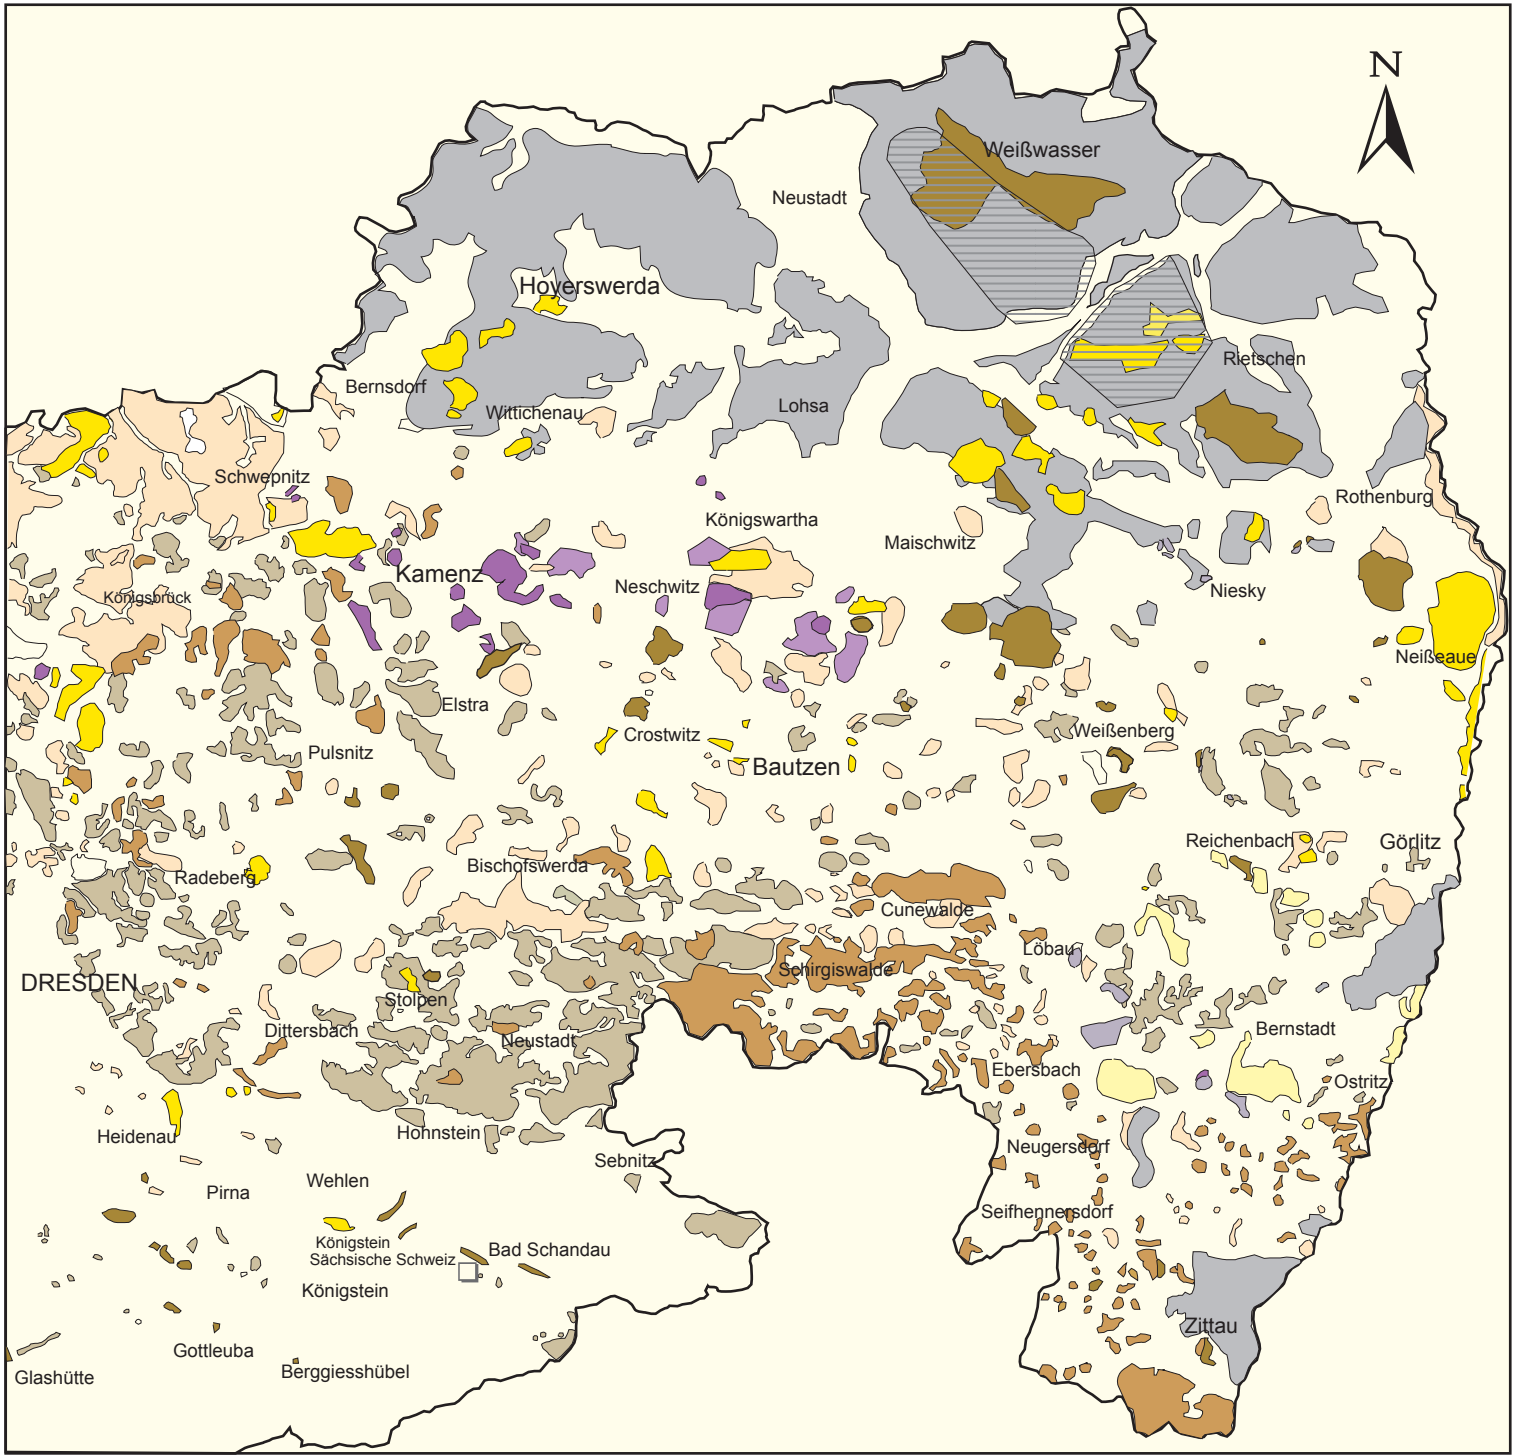 N
Weißwasser
Neustadt
Hoyerswerda
Rietschen
Bernsdorf
Wittichenau
Lohsa
Schwepnitz
Rothenburg
Königswartha
Maischwitz
Kamenz
Neschwitz
Niesky
Königsbrück
Neißeaue
Elstra
Crostwitz
Weißenberg
Pulsnitz
Bautzen
Reichenbach
Görlitz
Bischofswerda
Radeberg
Cunewalde
Löbau
Schirgiswalde
DRESDEN
Stolpen
Dittersbach
Neustadt
Bernstadt
Ebersbach
Ostritz
Heidenau
Hohnstein
Neugersdorf
Sebnitz
Wehlen
Pirna
Seifhennersdorf
Königstein
Sächsische Schweiz
Bad Schandau
Königstein
Zittau
Gottleuba
Glashütte
Berggiesshübel